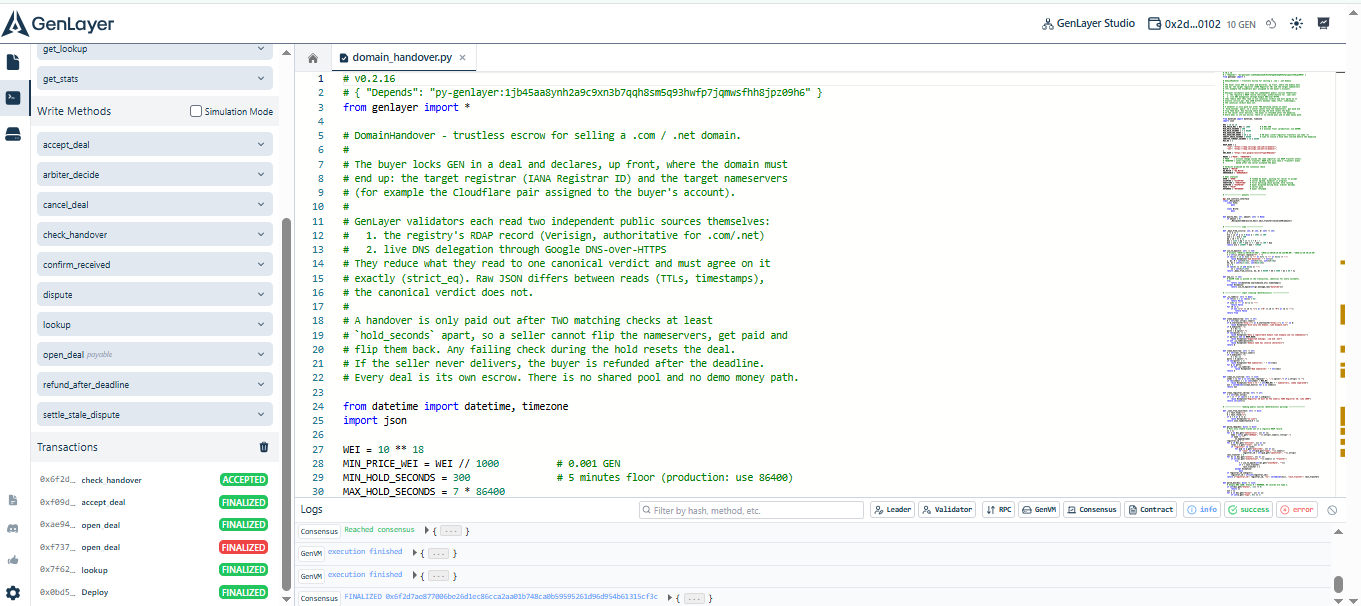 GenLayer
GenLayer Studio
0x2d...0102 10 GEN
get_lookup
get_stats
Write Methods
Simulation Mode
accept_deal
arbiter_decide
cancel_deal
check_handover
confirm_received
dispute
lookup
open_deal payable
refund_after_deadline
settle_stale_dispute
Transactions
0x6f2d… check_handover ACCEPTED
0xf09d… accept_deal FINALIZED
0xae94… open_deal FINALIZED
0xf737… open_deal FINALIZED
0x7f62… lookup FINALIZED
0x0bd5… Deploy FINALIZED
domain_handover.py ×
1 # v0.2.16
2 # { "Depends": "py-genlayer:1jb45aa8ynh2a9c9xn3b7qqh8sm5q93hwfp7jqmwsfhh8jpz09h6" }
3 from genlayer import *
4
5 # DomainHandover - trustless escrow for selling a .com / .net domain.
6 #
7 # The buyer locks GEN in a deal and declares, up front, where the domain must
8 # end up: the target registrar (IANA Registrar ID) and the target nameservers
9 # (for example the Cloudflare pair assigned to the buyer's account).
10 #
11 # GenLayer validators each read two independent public sources themselves:
12 #   1. the registry's RDAP record (Verisign, authoritative for .com/.net)
13 #   2. live DNS delegation through Google DNS-over-HTTPS
14 # They reduce what they read to one canonical verdict and must agree on it
15 # exactly (strict_eq). Raw JSON differs between reads (TTLs, timestamps),
16 # the canonical verdict does not.
17 #
18 # A handover is only paid out after TWO matching checks at least
19 # `hold_seconds` apart, so a seller cannot flip the nameservers, get paid and
20 # flip them back. Any failing check during the hold resets the deal.
21 # If the seller never delivers, the buyer is refunded after the deadline.
22 # Every deal is its own escrow. There is no shared pool and no demo money path.
23
24 from datetime import datetime, timezone
25 import json
26
27 WEI = 10 ** 18
28 MIN_PRICE_WEI = WEI // 1000 # 0.001 GEN
29 MIN_HOLD_SECONDS = 300 # 5 minutes floor (production: use 86400)
30 MAX_HOLD_SECONDS = 7 * 86400
Logs
Filter by hash, method, etc.
Leader
Validator
RPC
GenVM
Consensus
Contract
info
success
error
Consensus Reached consensus { ... }
GenVM execution finished { ... }
GenVM execution finished { ... }
Consensus FINALIZED 0x6f2d7ae877006be26d1ec86cca2aa01b748ca0b59595261d96d954b61315cf3c { ... }